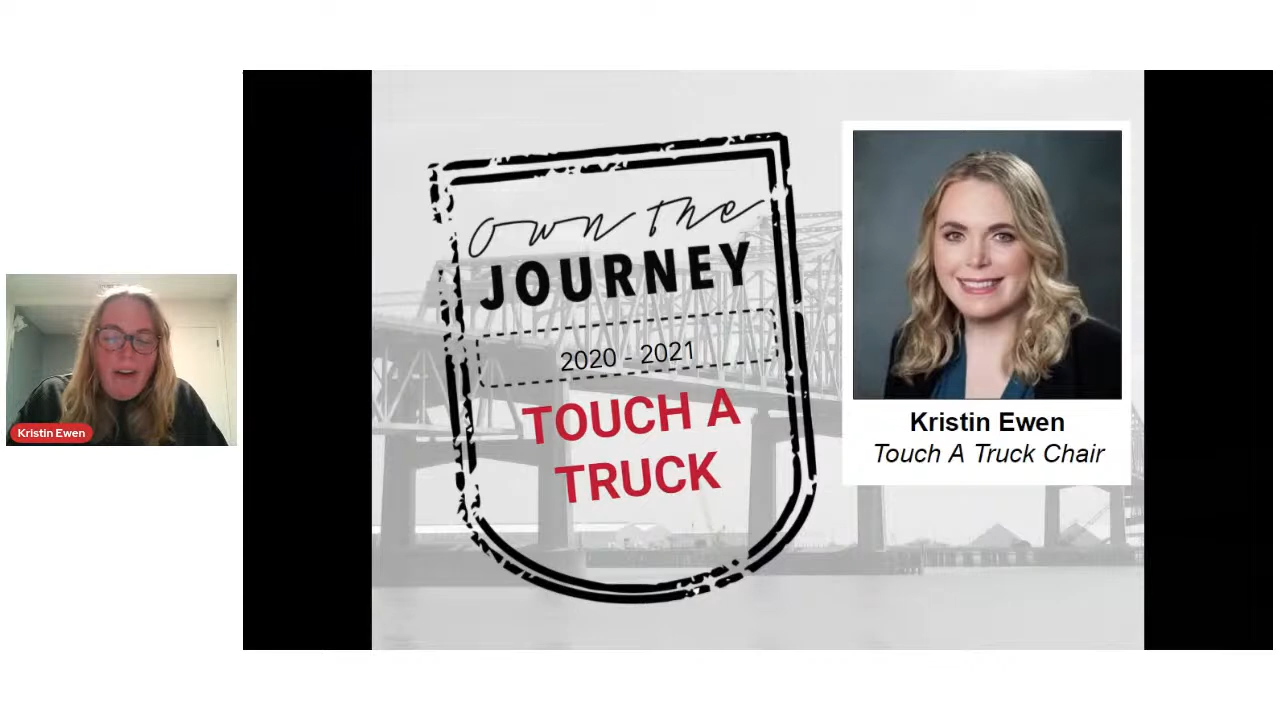 Kristin Ewen
own the
JOURNEY
2020 - 2021
TOUCH A
TRUCK
Kristin Ewen
Touch A Truck Chair